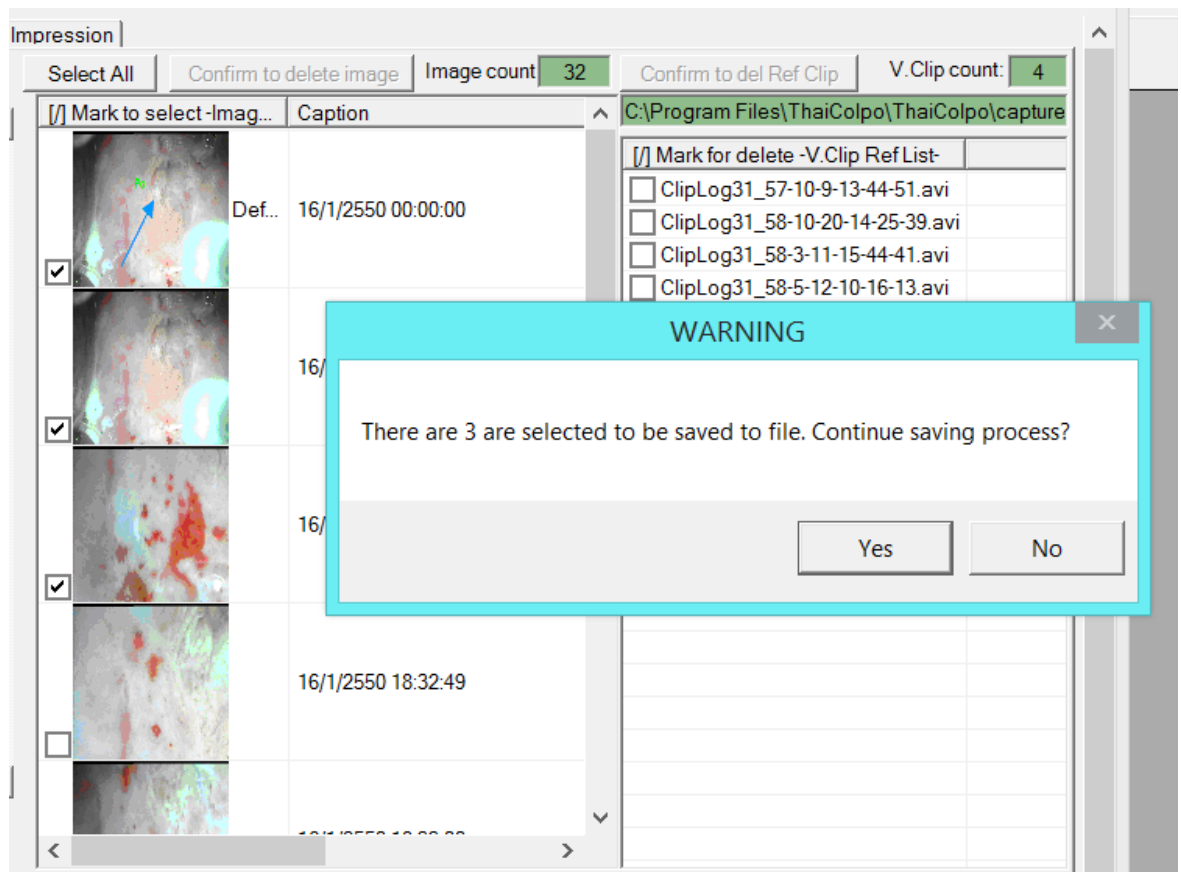 Impression
Select All
Confirm to delete image
Image count
32
Confirm to del Ref Clip
V.Clip count:
4
[/] Mark to select -Imag...
Caption
C:\Program Files\ThaiColpo\ThaiColpo\capture
[/] Mark for delete -V.Clip Ref List-
Def...
16/1/2550 00:00:00
ClipLog31_57-10-9-13-44-51.avi
ClipLog31_58-10-20-14-25-39.avi
ClipLog31_58-3-11-15-44-41.avi
ClipLog31_58-5-12-10-16-13.avi
WARNING
16/
There are 3 are selected to be saved to file. Continue saving process?
16/
Yes
No
16/1/2550 18:32:49